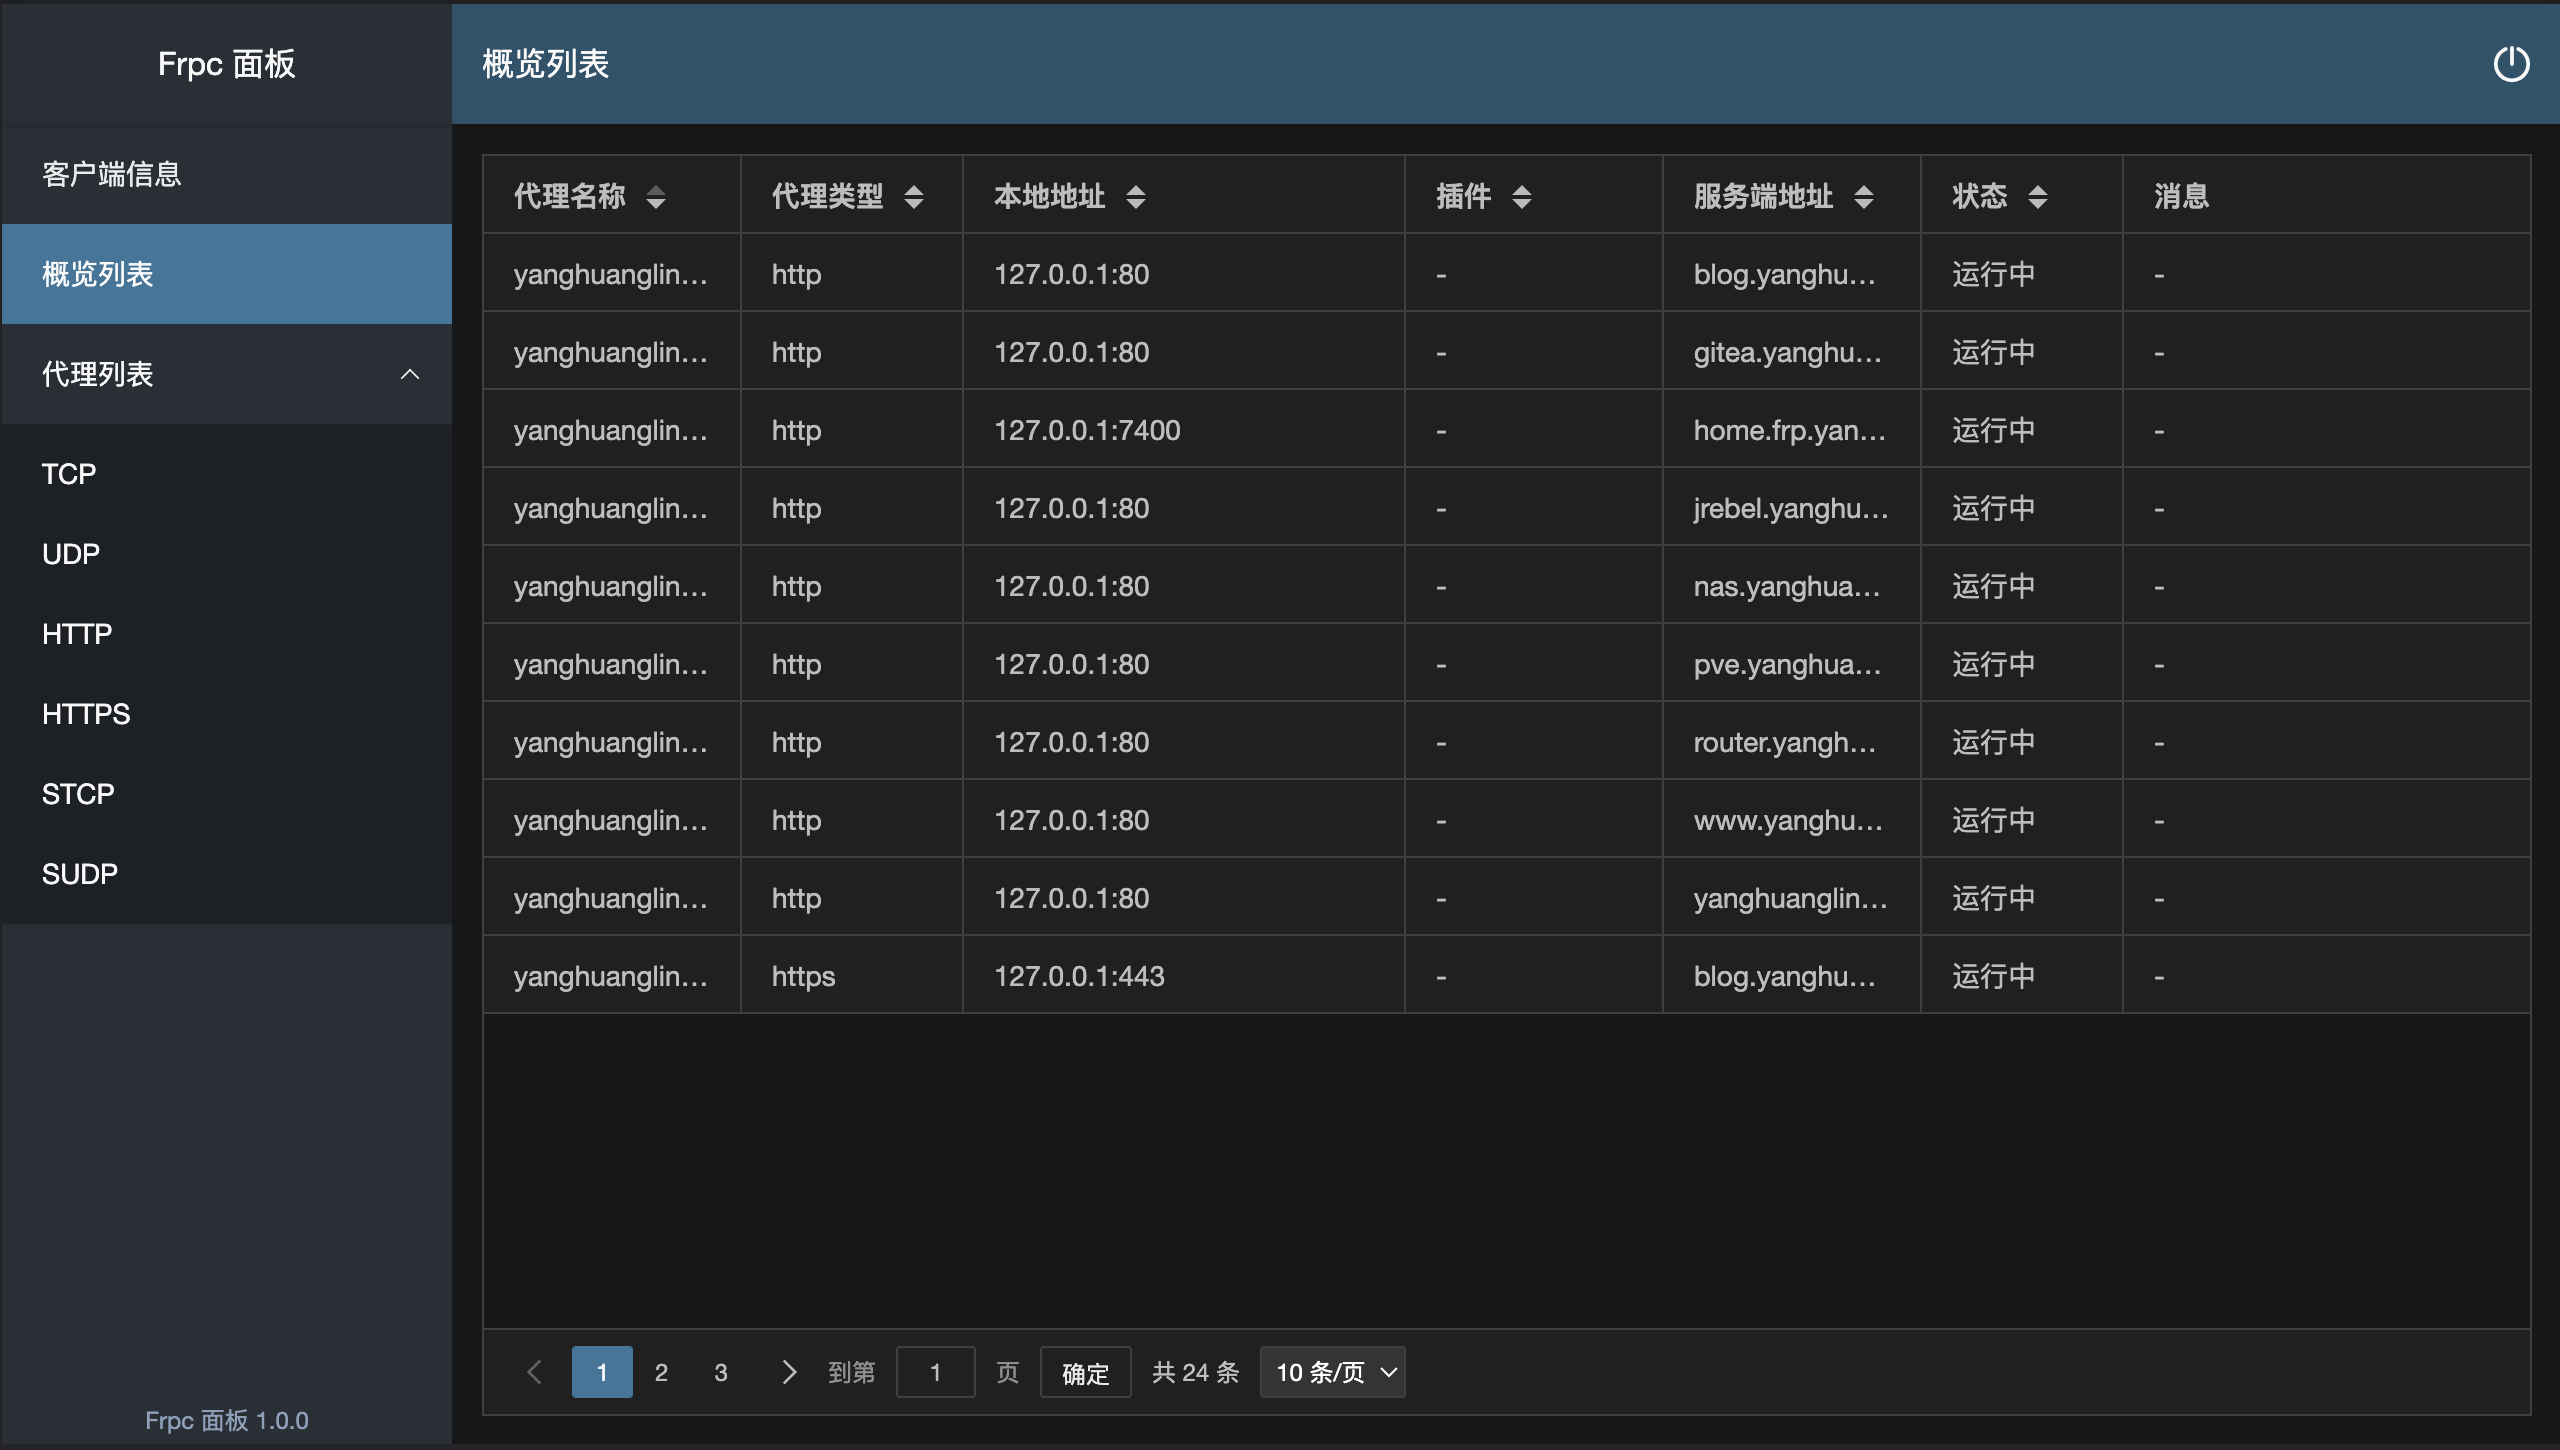 Frpc 面板
概览列表
客户端信息
概览列表
代理列表
TCP
UDP
HTTP
HTTPS
STCP
SUDP
Frpc 面板 1.0.0
代理名称 代理类型 本地地址 插件 服务端地址 状态 消息
yanghuanglin... http 127.0.0.1:80 - blog.yanghu... 运行中 -
yanghuanglin... http 127.0.0.1:80 - gitea.yanghu... 运行中 -
yanghuanglin... http 127.0.0.1:7400 - home.frp.yan... 运行中 -
yanghuanglin... http 127.0.0.1:80 - jrebel.yanghu... 运行中 -
yanghuanglin... http 127.0.0.1:80 - nas.yanghua... 运行中 -
yanghuanglin... http 127.0.0.1:80 - pve.yanghua... 运行中 -
yanghuanglin... http 127.0.0.1:80 - router.yangh... 运行中 -
yanghuanglin... http 127.0.0.1:80 - www.yanghu... 运行中 -
yanghuanglin... http 127.0.0.1:80 - yanghuanglin... 运行中 -
yanghuanglin... https 127.0.0.1:443 - blog.yanghu... 运行中 -
1 2 3 到第 1 页 确定 共 24 条 10 条/页